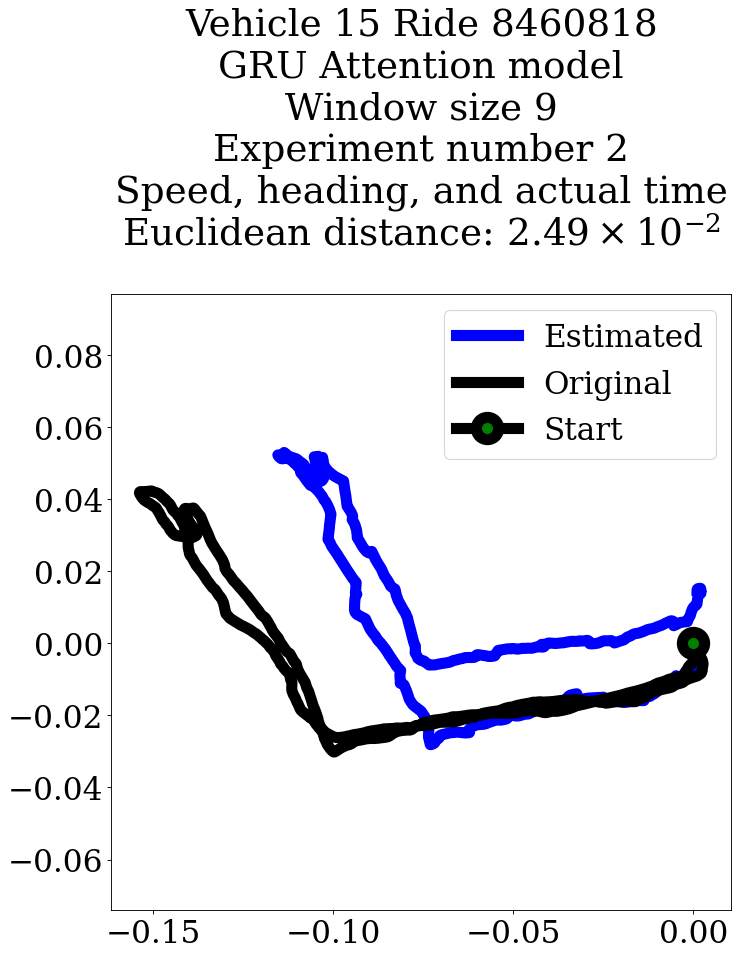 Vehicle 15 Ride 8460818
GRU Attention model
Window size 9
Experiment number 2
Speed, heading, and actual time
Euclidean distance: 2.49 × 10⁻²
Estimated
Original
Start
0.08
0.06
0.04
0.02
0.00
−0.02
−0.04
−0.06
−0.15
−0.10
−0.05
0.00